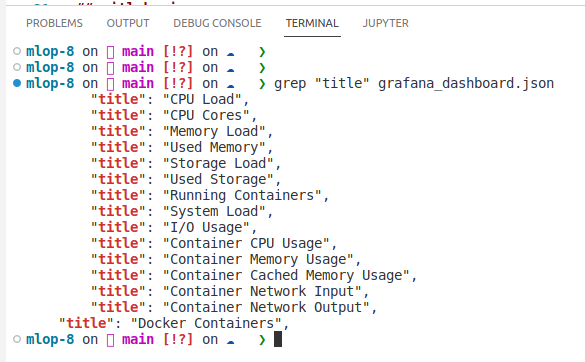 PROBLEMS OUTPUT DEBUG CONSOLE TERMINAL JUPYTER
mlop-8 on main [!?] on ☁ ❯
mlop-8 on main [!?] on ☁ ❯
mlop-8 on main [!?] on ☁ ❯ grep "title" grafana_dashboard.json
"title": "CPU Load",
"title": "CPU Cores",
"title": "Memory Load",
"title": "Used Memory",
"title": "Storage Load",
"title": "Used Storage",
"title": "Running Containers",
"title": "System Load",
"title": "I/O Usage",
"title": "Container CPU Usage",
"title": "Container Memory Usage",
"title": "Container Cached Memory Usage",
"title": "Container Network Input",
"title": "Container Network Output",
"title": "Docker Containers",
mlop-8 on main [!?] on ☁ ❯